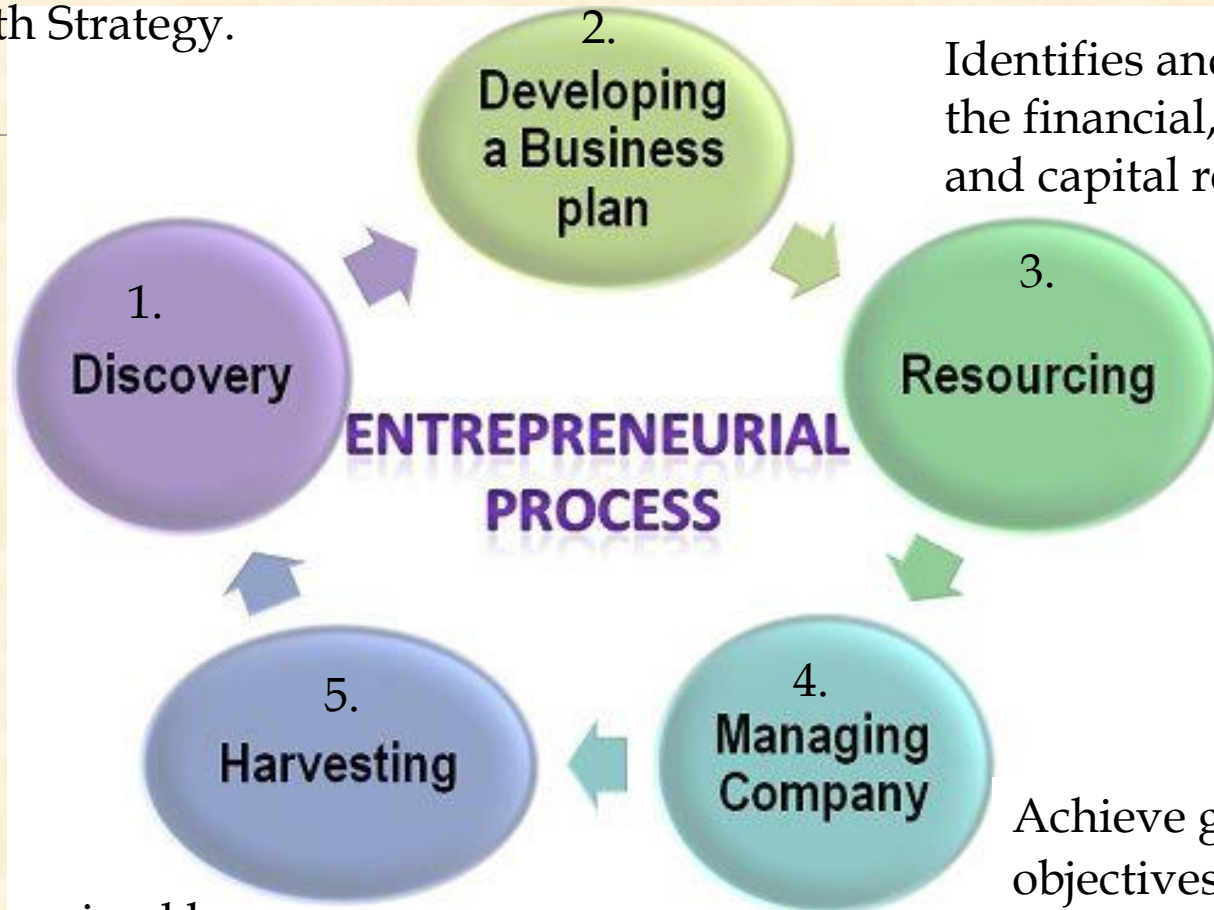 th Strategy.
2.
Developing
a Business
plan
Identifies and
the financial,
and capital re
1.
Discovery
3.
Resourcing
ENTREPRENEURIAL
PROCESS
5.
Harvesting
4.
Managing
Company
Achieve g
objectives